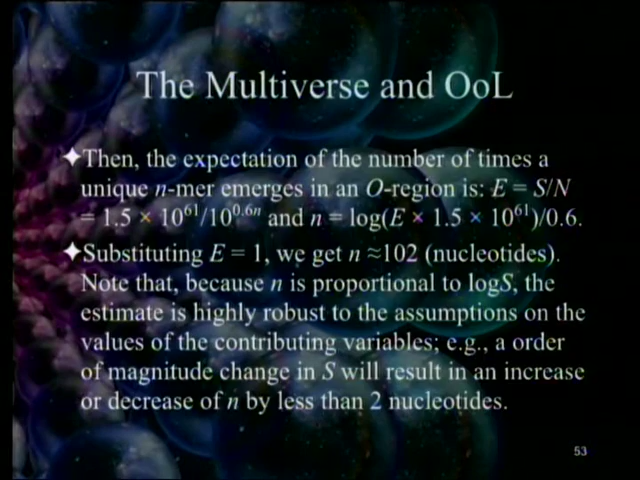 The Multiverse and OoL
✦Then, the expectation of the number of times a
unique n-mer emerges in an O-region is: E = S/N
= 1.5 × 10^61/10^0.6n and n = log(E × 1.5 × 10^61)/0.6.
✦Substituting E = 1, we get n ≈102 (nucleotides).
Note that, because n is proportional to logS, the
estimate is highly robust to the assumptions on the
values of the contributing variables; e.g., a order
of magnitude change in S will result in an increase
or decrease of n by less than 2 nucleotides.
53